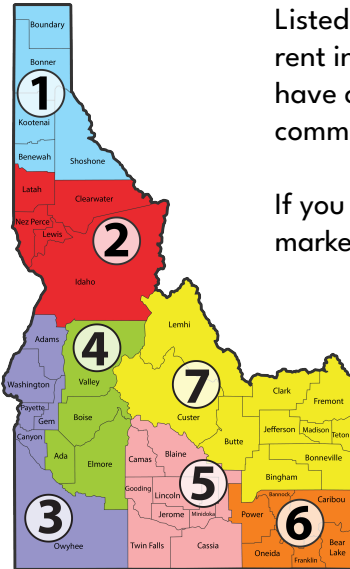 Listed
rent in
have
comm
If you
marke
Boundary
Bonner
1
Kootenai
Benewah
Shoshone
Latah
Clearwater
Nez Perce
Lewis
2
Idaho
Adams
4
Lemhi
Washington
Valley
7
Payette
Gem
Canyon
Boise
Custer
Clark
Fremont
Jefferson
Madison
Teton
Butte
Bonneville
Ada
Elmore
Camas
Blaine
Bingham
Gooding
Lincoln
5
Jerome
Minidoka
Power
Bannock
Caribou
6
3
Owyhee
Twin Falls
Cassia
Oneida
Franklin
Bear
Lake